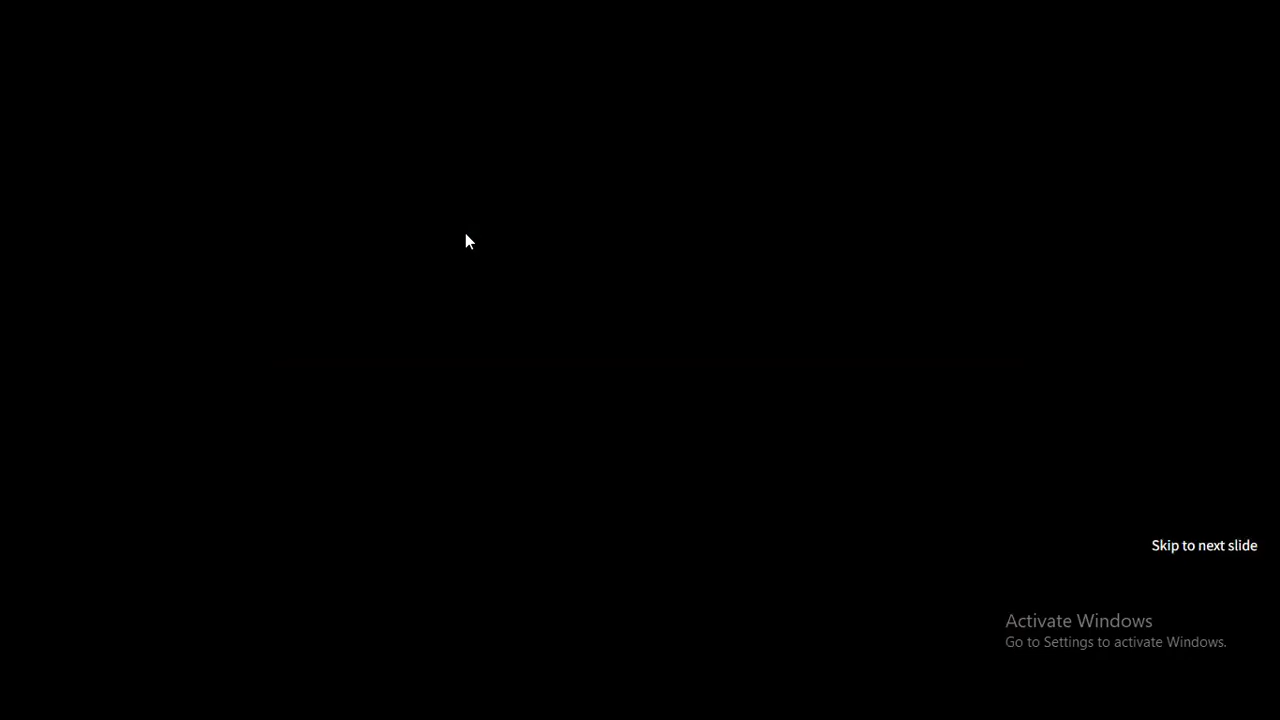 Skip to next slide
Activate Windows
Go to Settings to activate Windows.